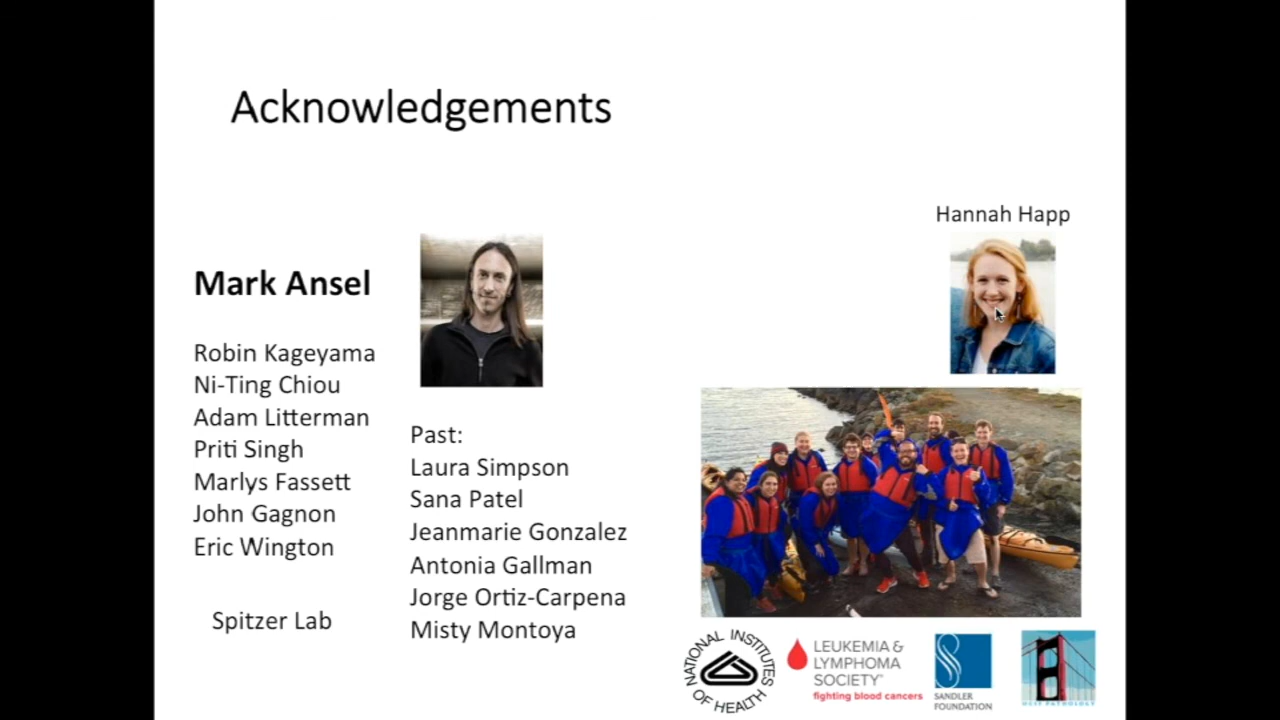 Acknowledgements
Hannah Happ
Mark Ansel
Robin Kageyama
Ni-Ting Chiou
Adam Litterman
Priti Singh
Marlys Fassett
John Gagnon
Eric Wington
Spitzer Lab
Past:
Laura Simpson
Sana Patel
Jeanmarie Gonzalez
Antonia Gallman
Jorge Ortiz-Carpena
Misty Montoya
NATIONAL INSTITUTES
OF HEALTH
LEUKEMIA &
LYMPHOMA
SOCIETY
fighting blood cancers
SANDLER
FOUNDATION
UCSF PATHOLOGY